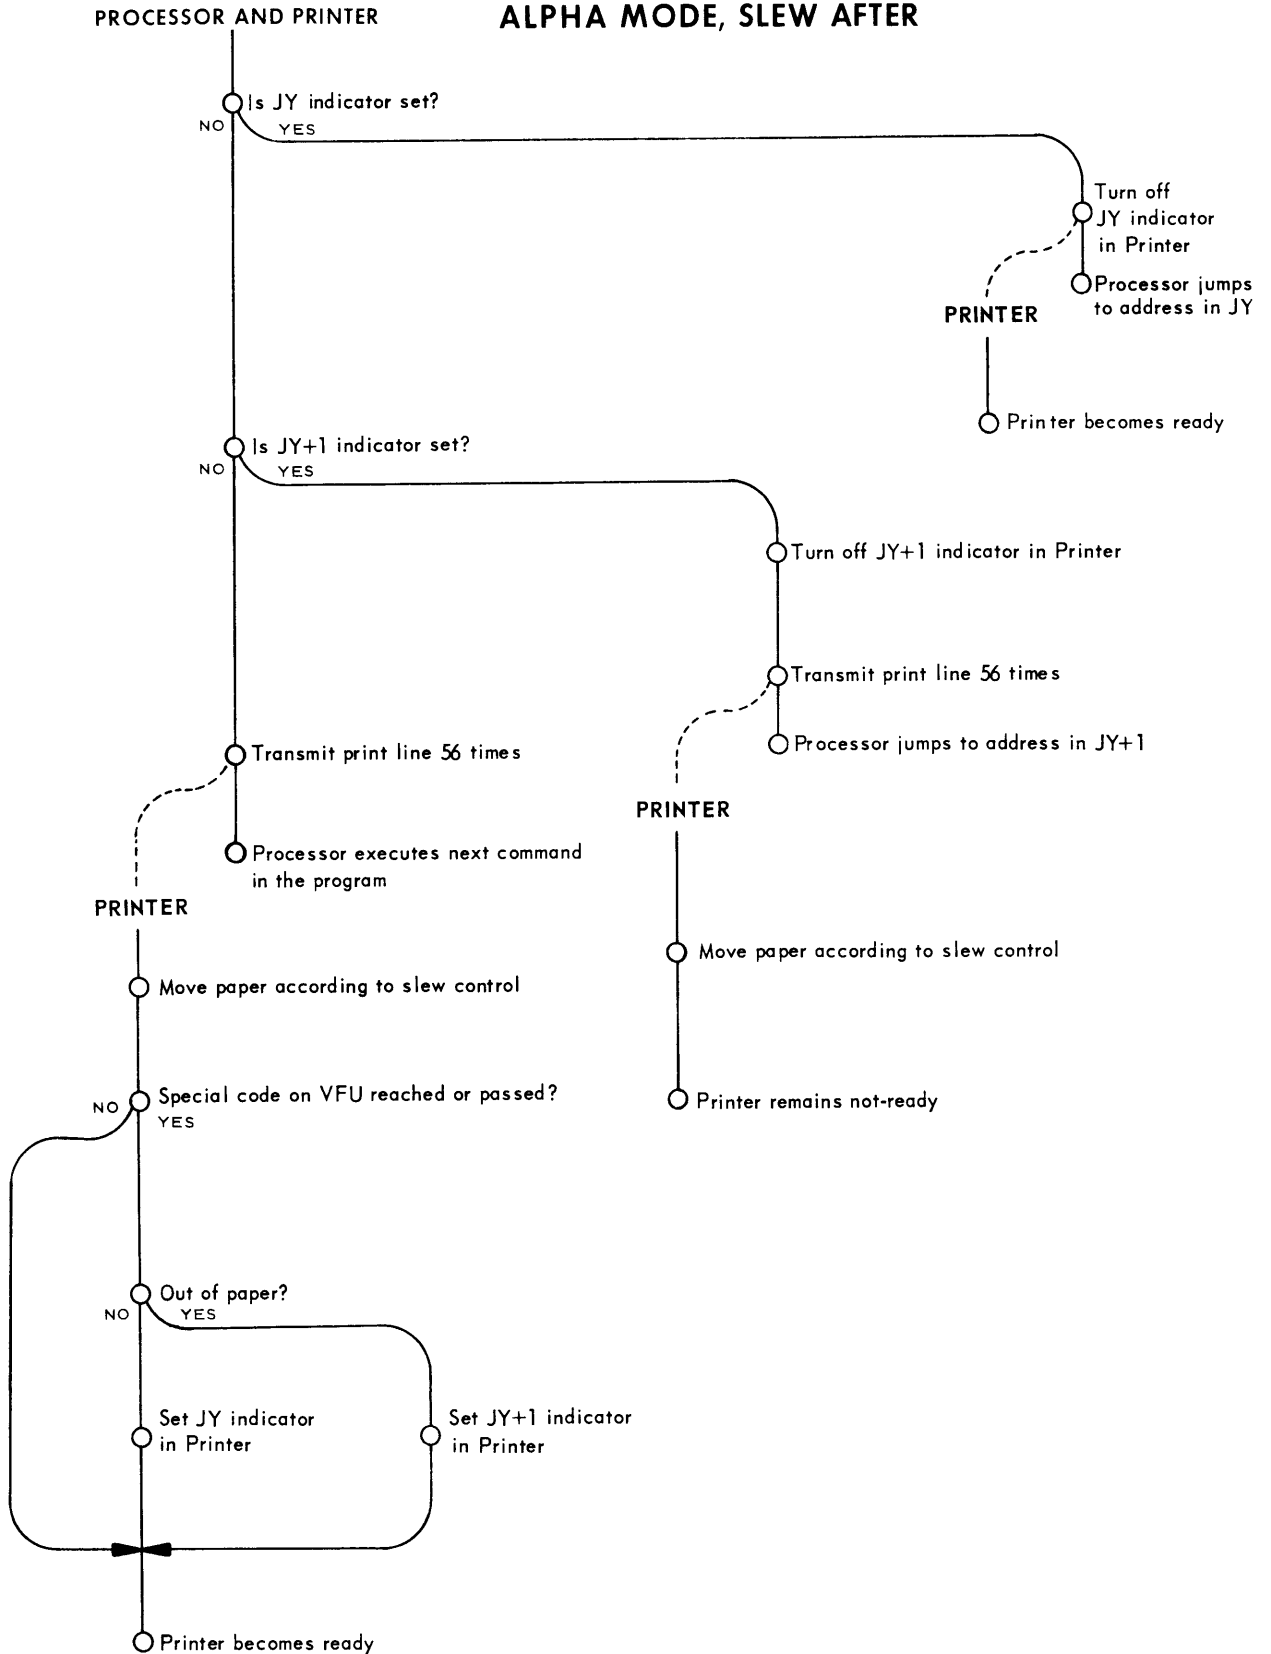 PROCESSOR AND PRINTER
ALPHA MODE, SLEW AFTER
Is JY indicator set?
NO
YES
Turn off
JY indicator
in Printer
Processor jumps
to address in JY
PRINTER
Printer becomes ready
Is JY+1 indicator set?
NO
YES
Turn off JY+1 indicator in Printer
Transmit print line 56 times
Processor jumps to address in JY+1
PRINTER
Move paper according to slew control
Printer remains not-ready
Transmit print line 56 times
Processor executes next command
in the program
PRINTER
Move paper according to slew control
Special code on VFU reached or passed?
NO
YES
Out of paper?
NO
YES
Set JY indicator
in Printer
Set JY+1 indicator
in Printer
Printer becomes ready